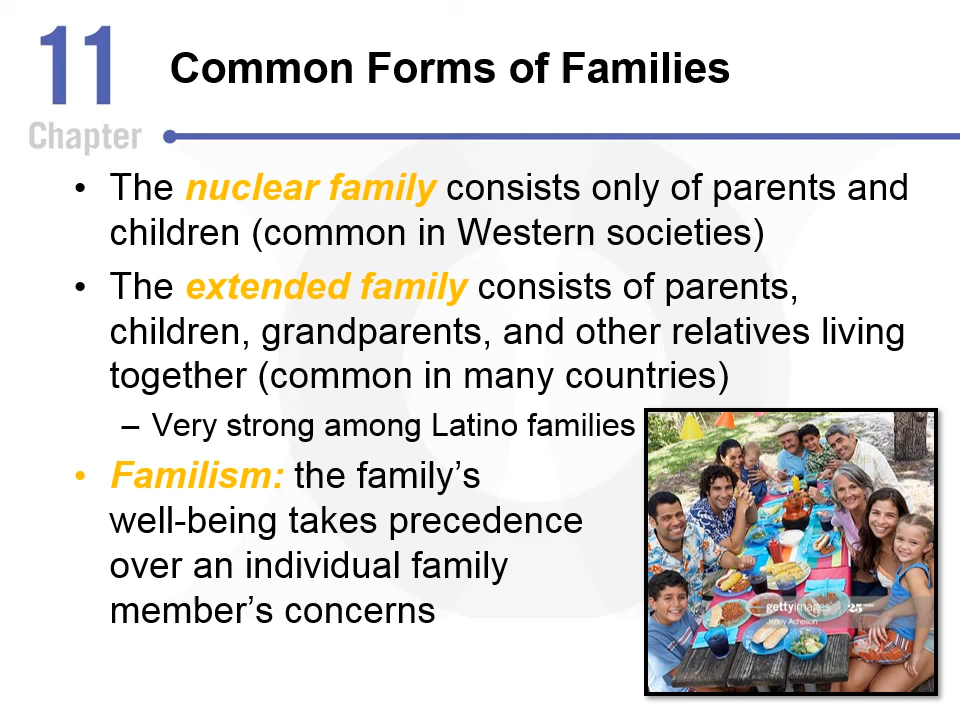 11
Chapter
Common Forms of Families
• The nuclear family consists only of parents and
children (common in Western societies)
• The extended family consists of parents,
children, grandparents, and other relatives living
together (common in many countries)
– Very strong among Latino families
• Familism: the family’s
well-being takes precedence
over an individual family
member’s concerns
gettyimages
Jenny Acheson